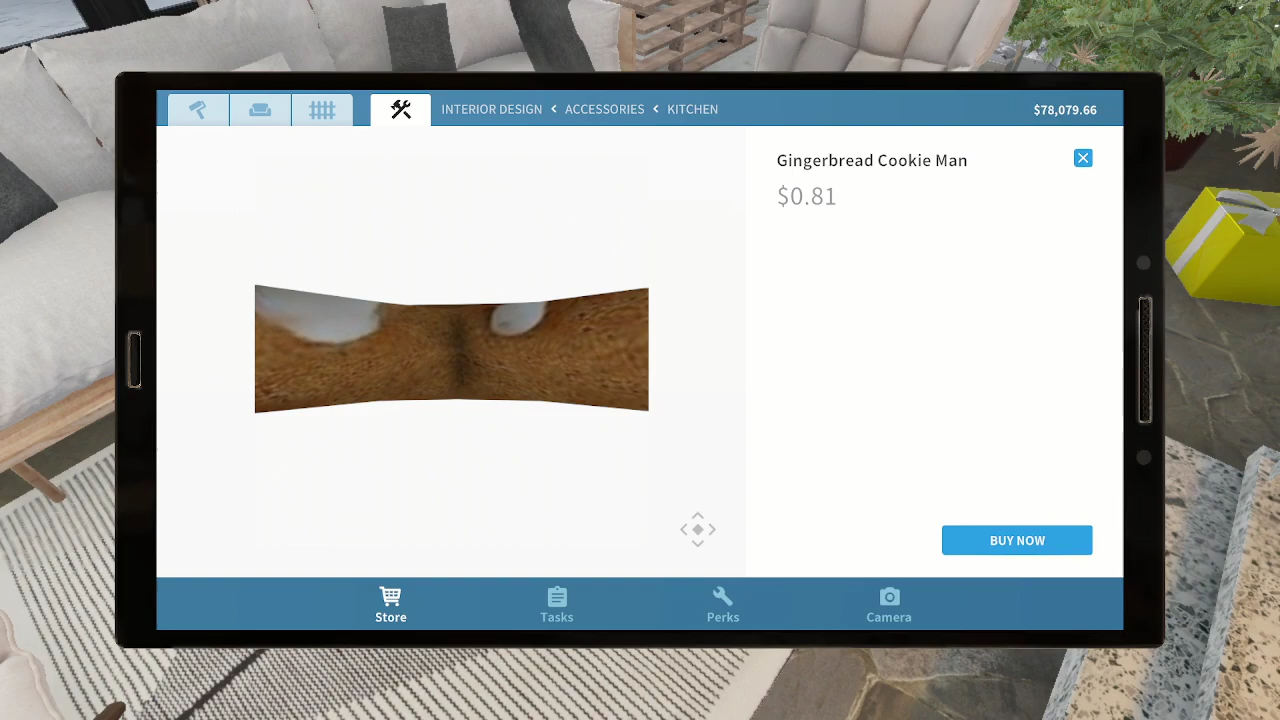 INTERIOR DESIGN < ACCESSORIES < KITCHEN
$78,079.66
Gingerbread Cookie Man
$0.81
BUY NOW
Store
Tasks
Perks
Camera